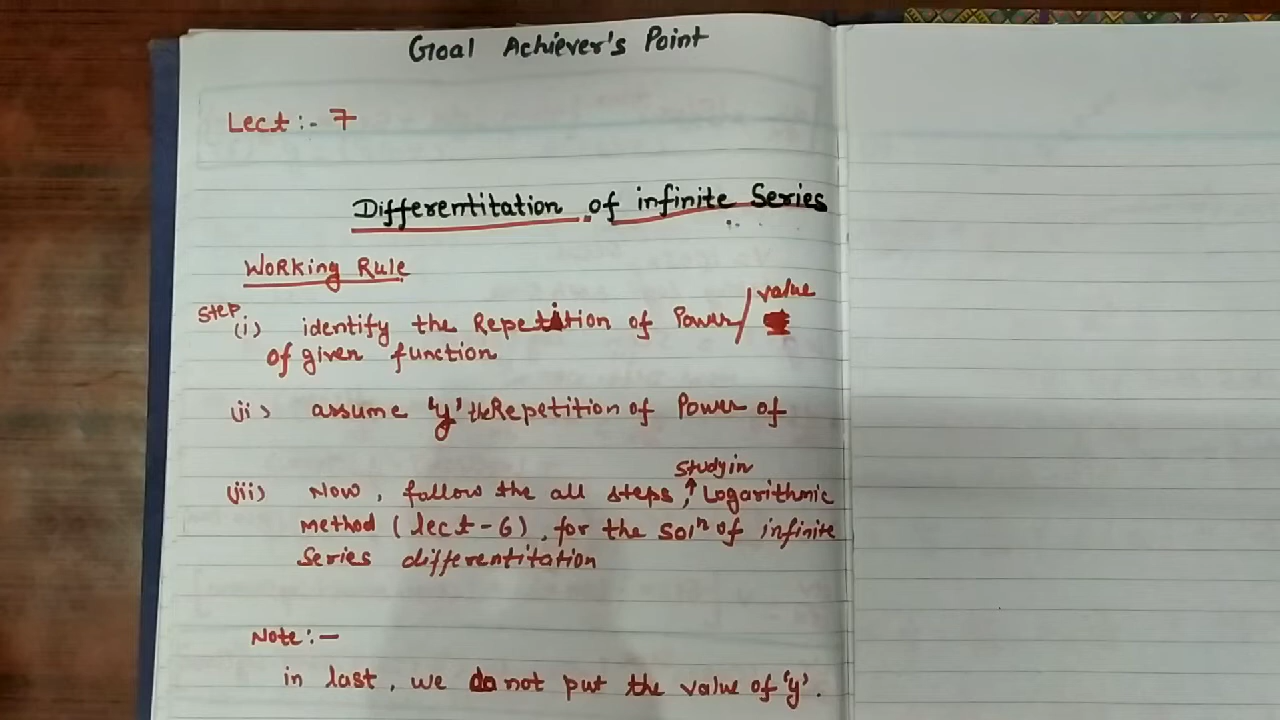 Goal Achiever's Point
Lect :- 7
Differentitation of infinite Series
Working Rule
Step (i) identify the Repetition of Power/ value
of given function
(ii) assume 'y' the Repetition of Power of
(iii) Now, follow the all steps, ↑ study in Logarithmic
method (lect - 6), for the solⁿ of infinite
Series differentitation
Note :-
in last, we do not put the value of 'y'.